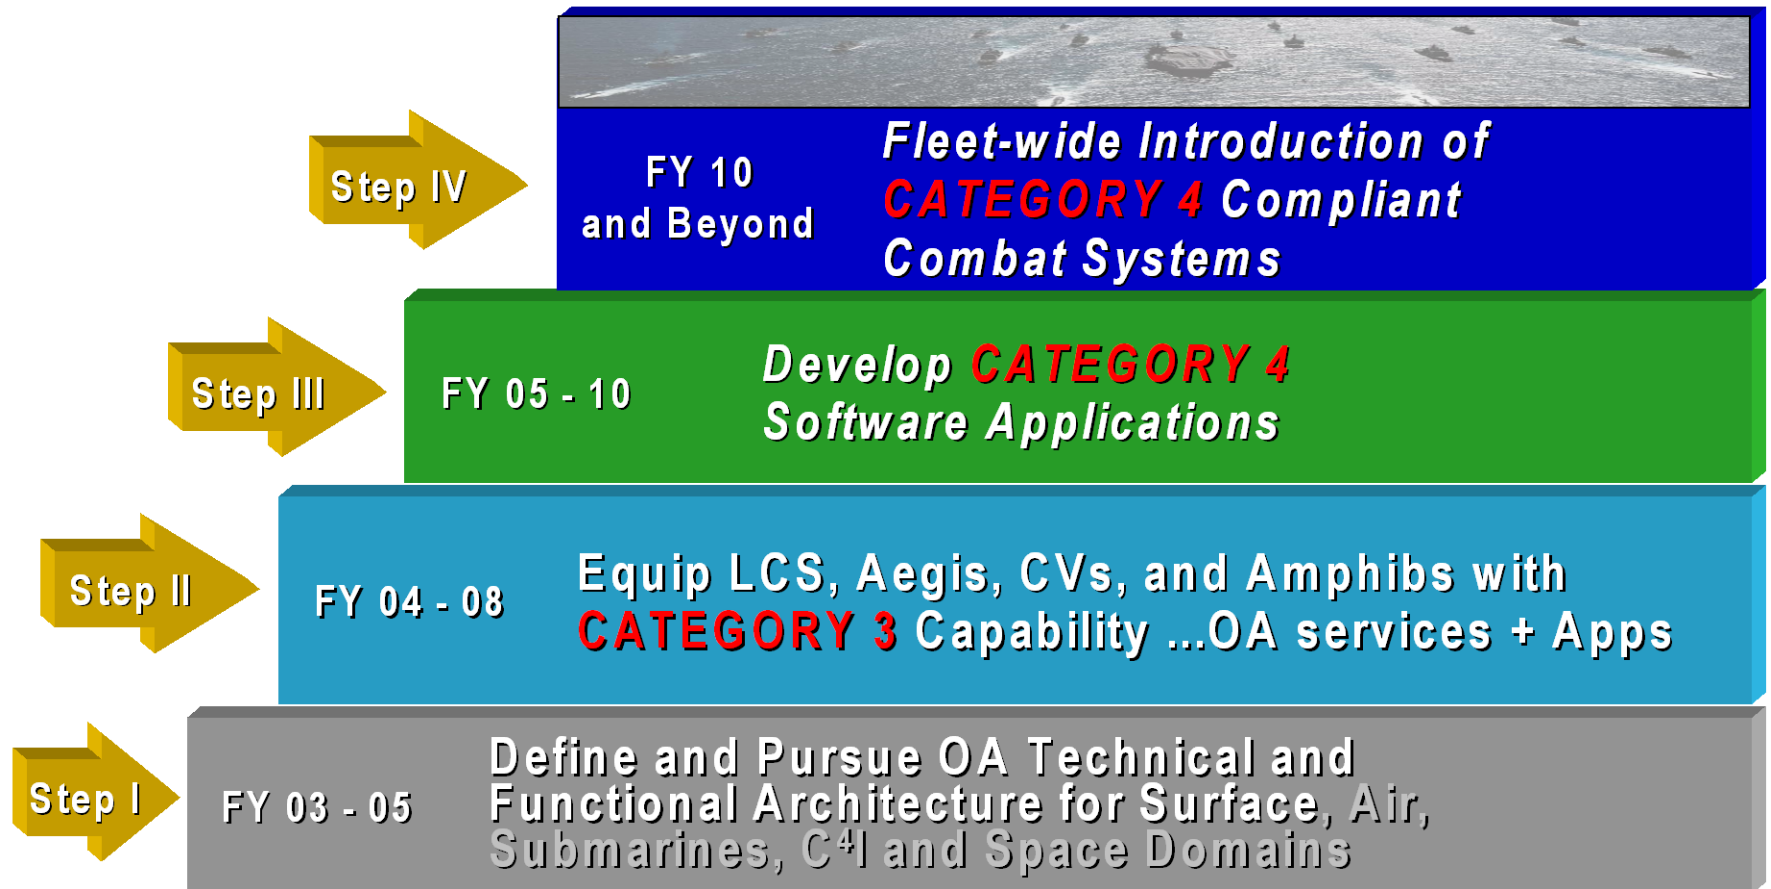 Step IV
FY 10
and Beyond
Fleet-wide Introduction of
CATEGORY 4 Compliant
Combat Systems
Step III
FY 05 - 10
Develop CATEGORY 4
Software Applications
Step II
FY 04 - 08
Equip LCS, Aegis, CVs, and Amphibs with
CATEGORY 3 Capability ...OA services + Apps
Step I
FY 03 - 05
Define and Pursue OA Technical and
Functional Architecture for Surface, Air,
Submarines, C⁴I and Space Domains